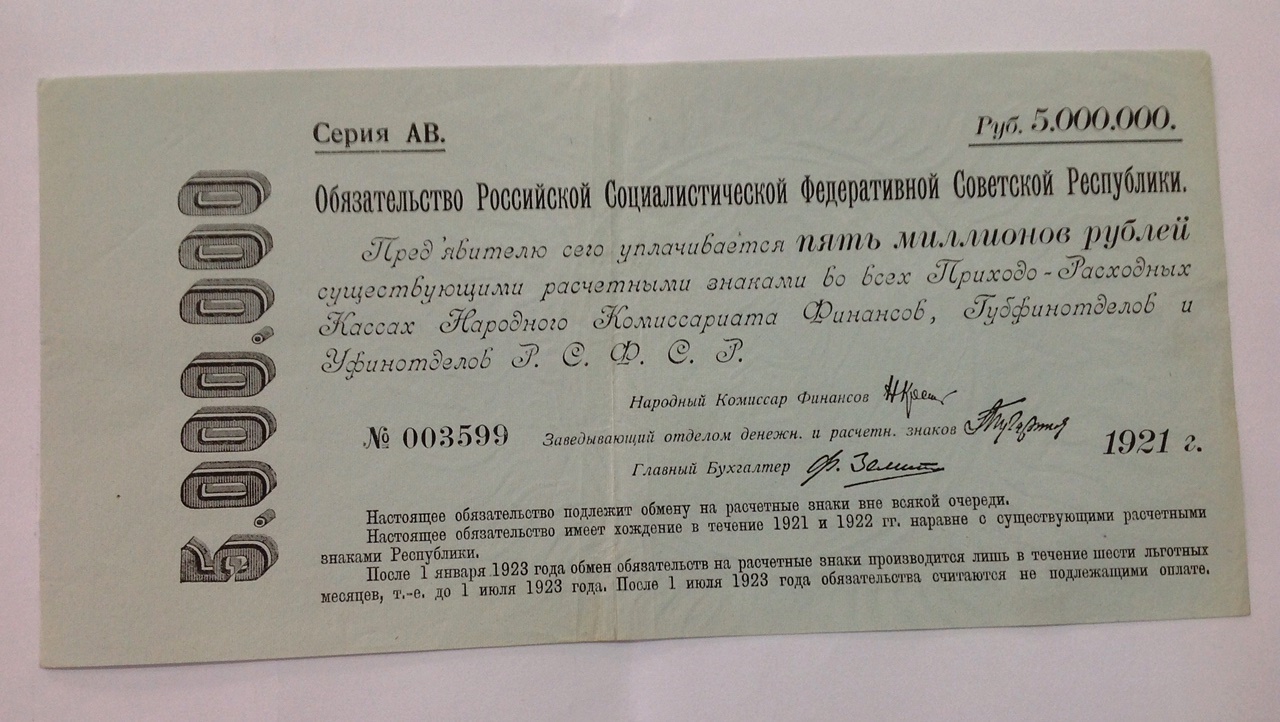 5.000.000
Серия АВ.
Руб. 5.000.000.
Обязательство Российской Социалистической Федеративной Советской Республики.
Пред'явителю сего уплачивается пять миллионов рублей
существующими расчетными знаками во всех Приходо-Расходных
Кассах Народного Комиссариата Финансов, Губфинотделов и
Уфинотделов Р. С. Ф. С. Р.
Народный Комиссар Финансов
№ 003599 Заведывающий отделом денежн. и расчетн. знаков
1921 г.
Главный Бухгалтер
Настоящее обязательство подлежит обмену на расчетные знаки вне всякой очереди.
Настоящее обязательство имеет хождение в течение 1921 и 1922 гг. наравне с существующими расчетными
знаками Республики.
После 1 января 1923 года обмен обязательств на расчетные знаки производится лишь в течение шести льготных
месяцев, т.-е. до 1 июля 1923 года. После 1 июля 1923 года обязательства считаются не подлежащими оплате.